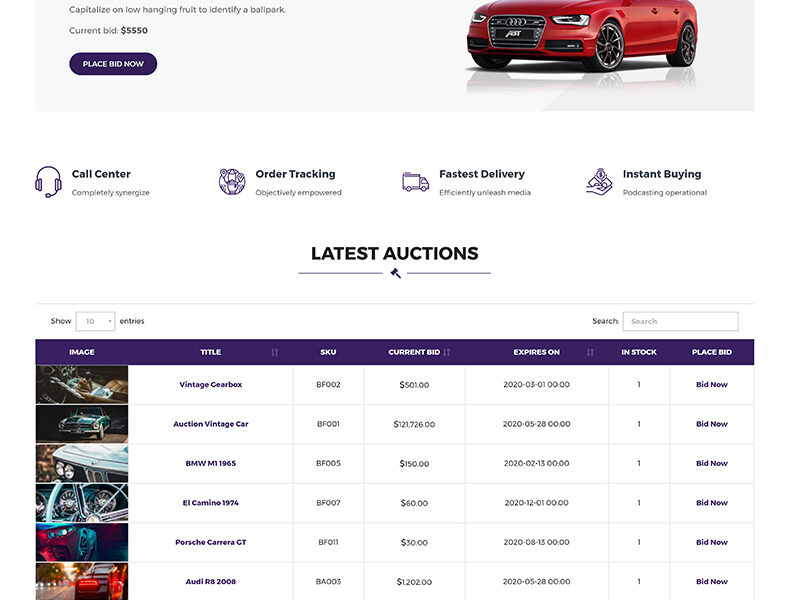 Capitalize on low hanging fruit to identify a ballpark.
Current bid: $5550
PLACE BID NOW
ABT
Call Center
Completely synergize
Order Tracking
Objectively empowered
Fastest Delivery
Efficiently unleash media
Instant Buying
Podcasting operational
LATEST AUCTIONS
Show 10 entries Search: Search
IMAGE TITLE SKU CURRENT BID EXPIRES ON IN STOCK PLACE BID
Vintage Gearbox BF002 $501.00 2020-03-01 00:00 1 Bid Now
Auction Vintage Car BF001 $121,726.00 2020-05-28 00:00 1 Bid Now
BMW M1 1965 BF005 $150.00 2020-02-13 00:00 1 Bid Now
El Camino 1974 BF007 $60.00 2020-12-01 00:00 1 Bid Now
Porsche Carrera GT BF011 $30.00 2020-08-13 00:00 1 Bid Now
Audi R8 2008 BA003 $1,202.00 2020-05-28 00:00 1 Bid Now